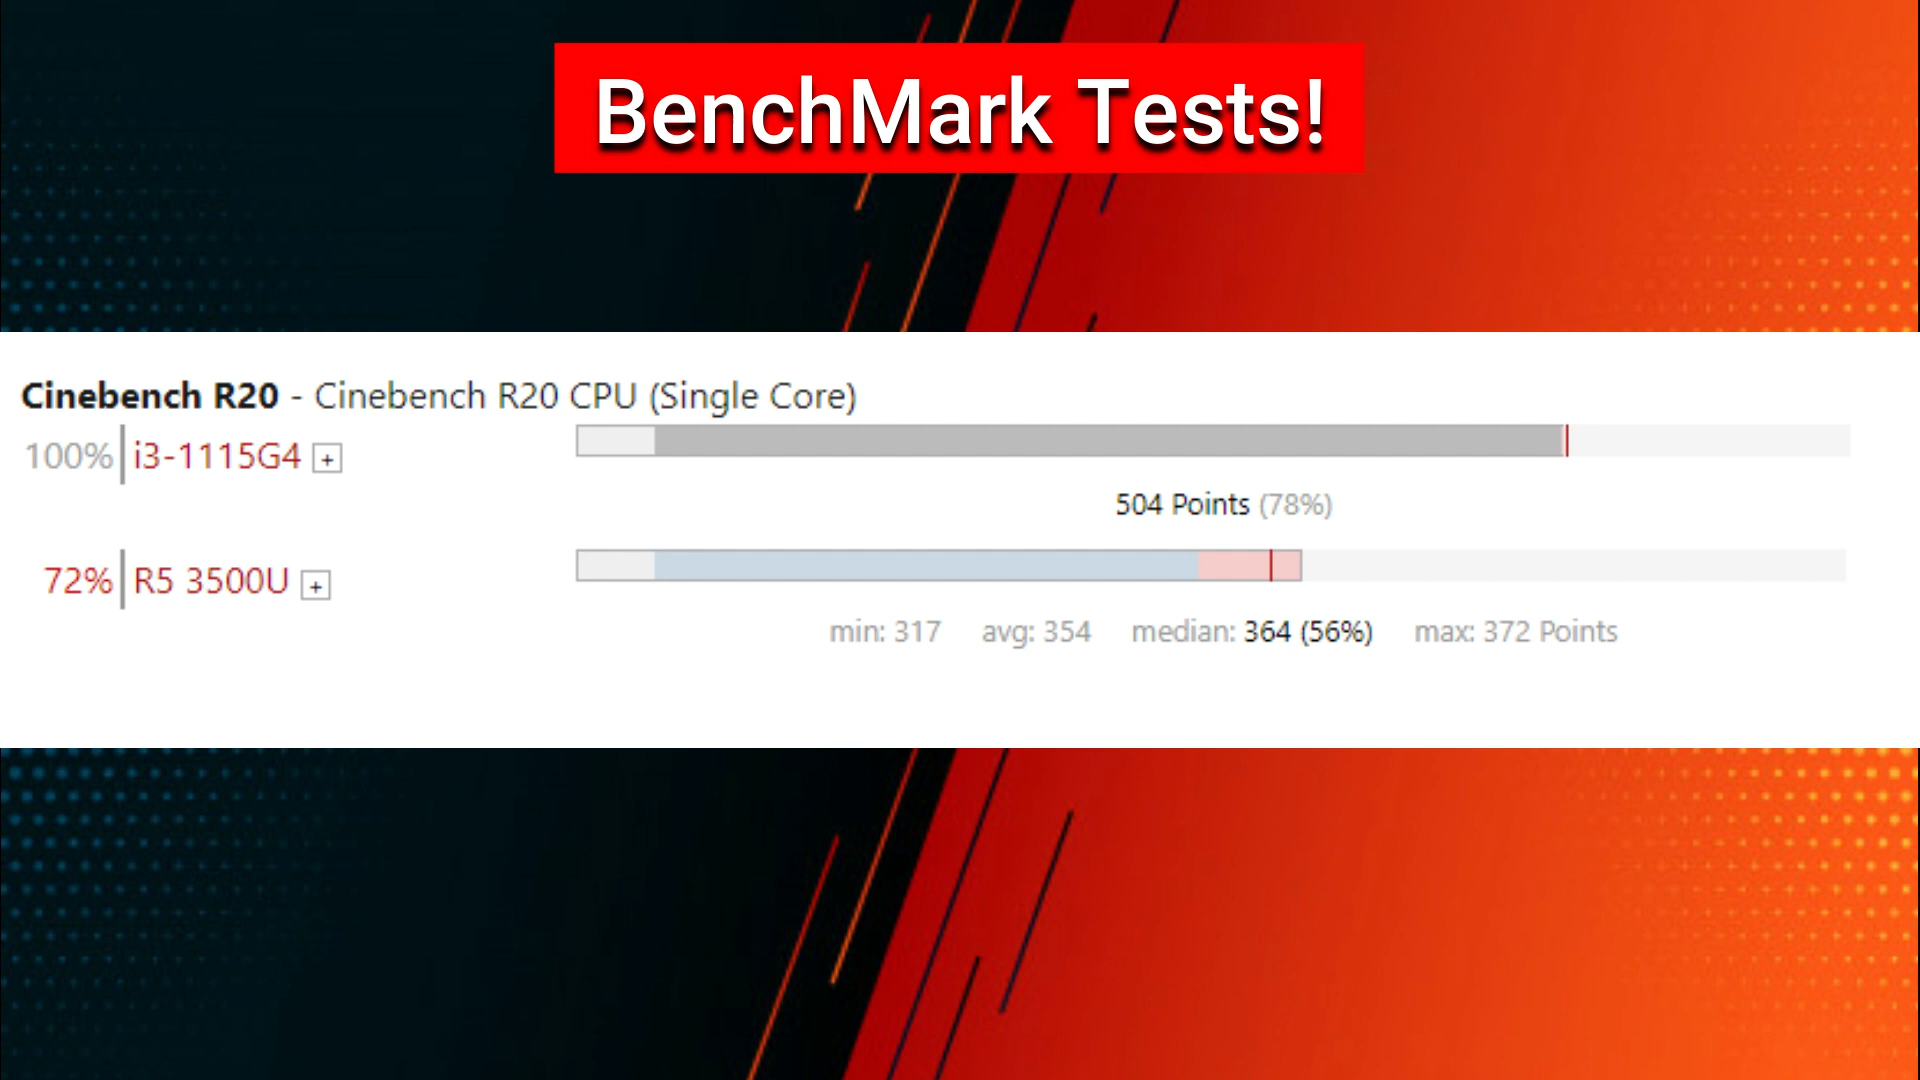 BenchMark Tests!
Cinebench R20 - Cinebench R20 CPU (Single Core)
100% i3-1115G4 +
504 Points (78%)
72% R5 3500U +
min: 317 avg: 354 median: 364 (56%) max: 372 Points